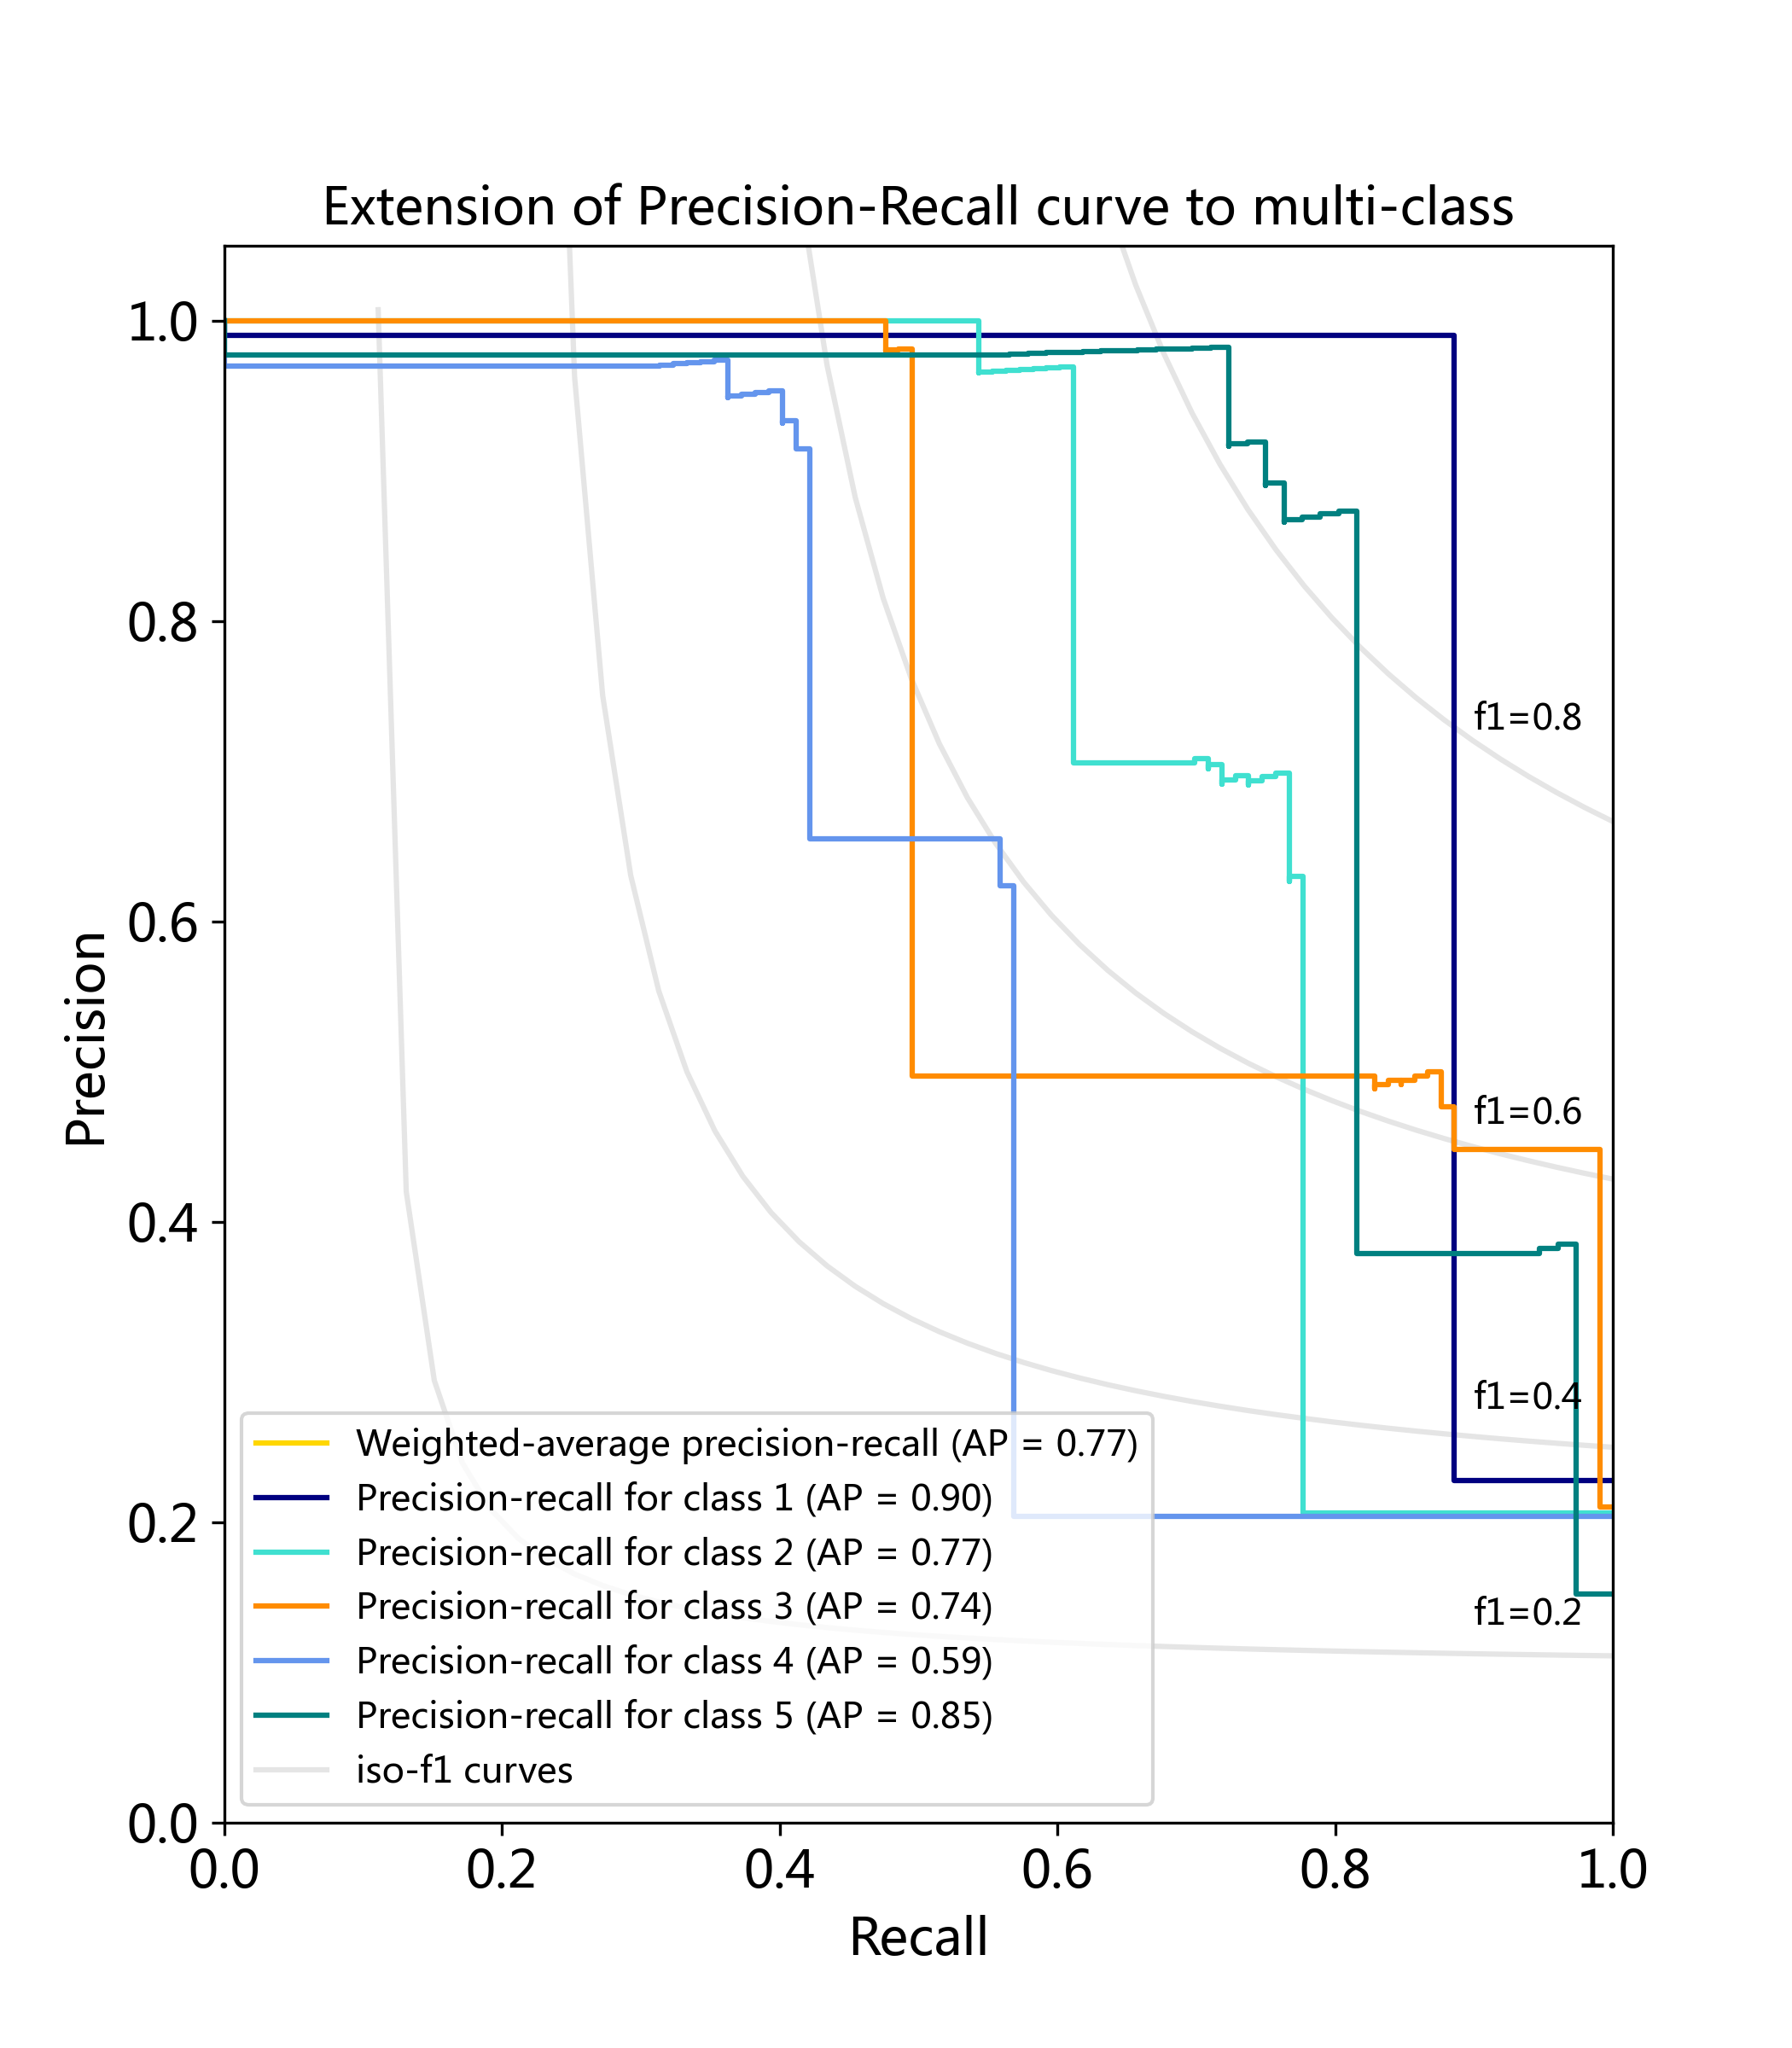 Extension of Precision-Recall curve to multi-class
1.0
0.8
0.6
0.4
0.2
0.0
Precision
f1=0.8
f1=0.6
f1=0.4
f1=0.2
Weighted-average precision-recall (AP = 0.77)
Precision-recall for class 1 (AP = 0.90)
Precision-recall for class 2 (AP = 0.77)
Precision-recall for class 3 (AP = 0.74)
Precision-recall for class 4 (AP = 0.59)
Precision-recall for class 5 (AP = 0.85)
iso-f1 curves
0.0 0.2 0.4 0.6 0.8 1.0
Recall